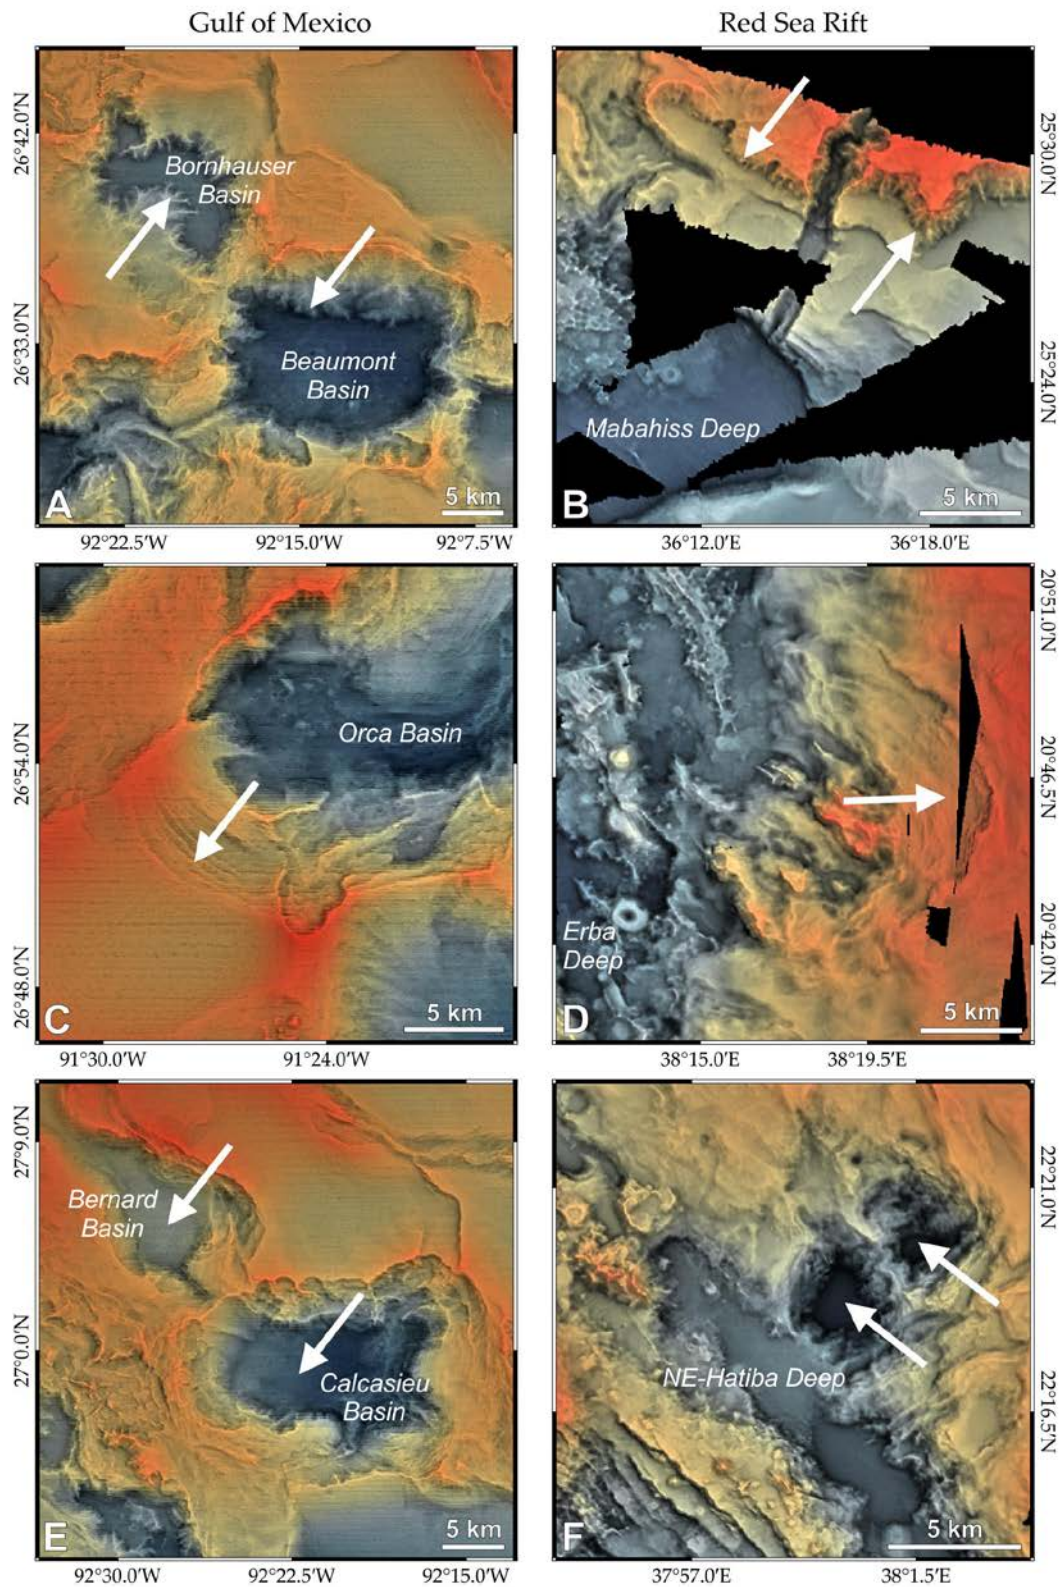 Gulf of Mexico
Red Sea Rift
26°42.0'N
26°33.0'N
Bornhauser
Basin
Beaumont
Basin
A
5 km
92°22.5'W
92°15.0'W
92°7.5'W
Mabahiss Deep
B
5 km
25°30.0'N
25°24.0'N
36°12.0'E
36°18.0'E
26°54.0'N
26°48.0'N
Orca Basin
C
5 km
91°30.0'W
91°24.0'W
Erba
Deep
D
5 km
20°51.0'N
20°46.5'N
20°42.0'N
38°15.0'E
38°19.5'E
27°9.0'N
27°0.0'N
Bernard
Basin
Calcasieu
Basin
E
5 km
92°30.0'W
92°22.5'W
92°15.0'W
NE-Hatiba Deep
F
5 km
22°21.0'N
22°16.5'N
37°57.0'E
38°1.5'E